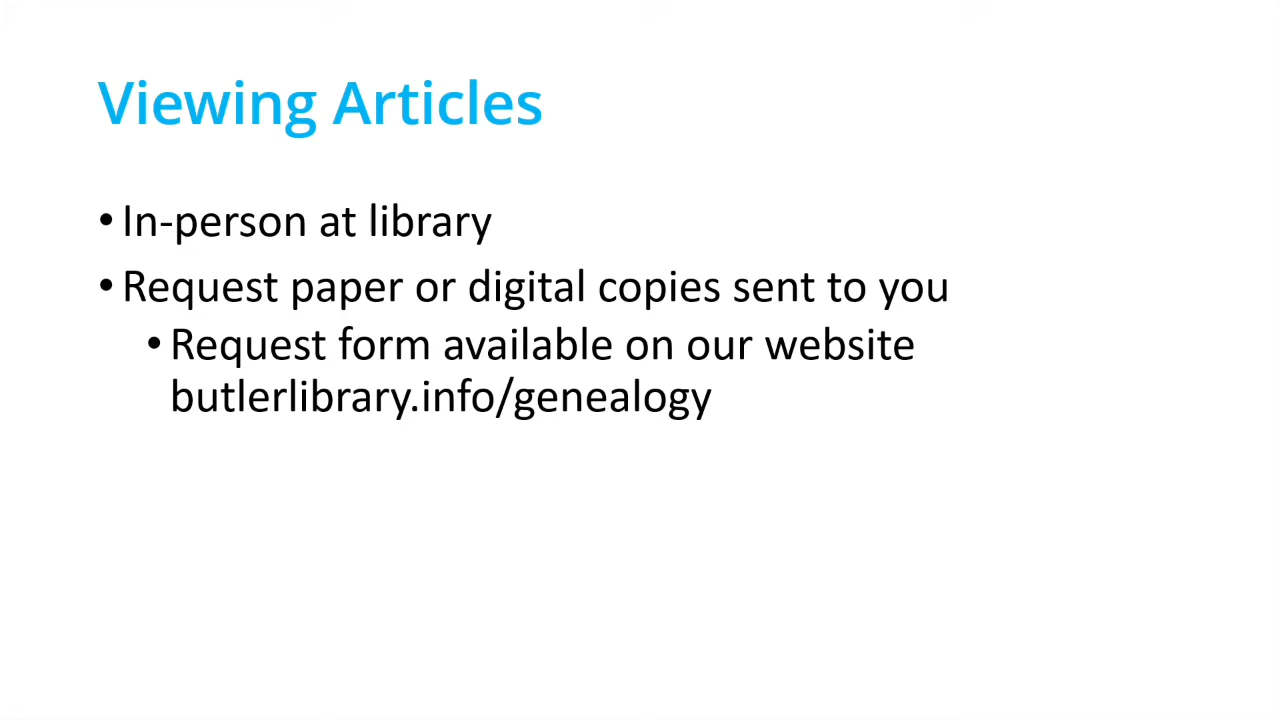 Viewing Articles
• In-person at library
• Request paper or digital copies sent to you
• Request form available on our website
butlerlibrary.info/genealogy